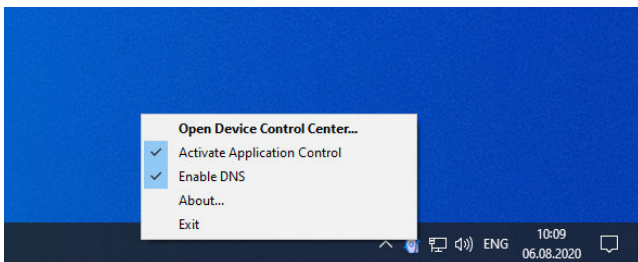 Open Device Control Center...
Activate Application Control
Enable DNS
About...
Exit
ENG
10:09
06.08.2020